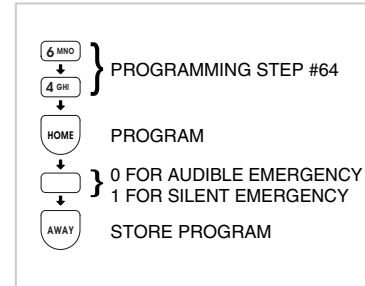 6 MNO
PROGRAMMING STEP #64
4 GHI
HOME PROGRAM
0 FOR AUDIBLE EMERGENCY
1 FOR SILENT EMERGENCY
AWAY STORE PROGRAM